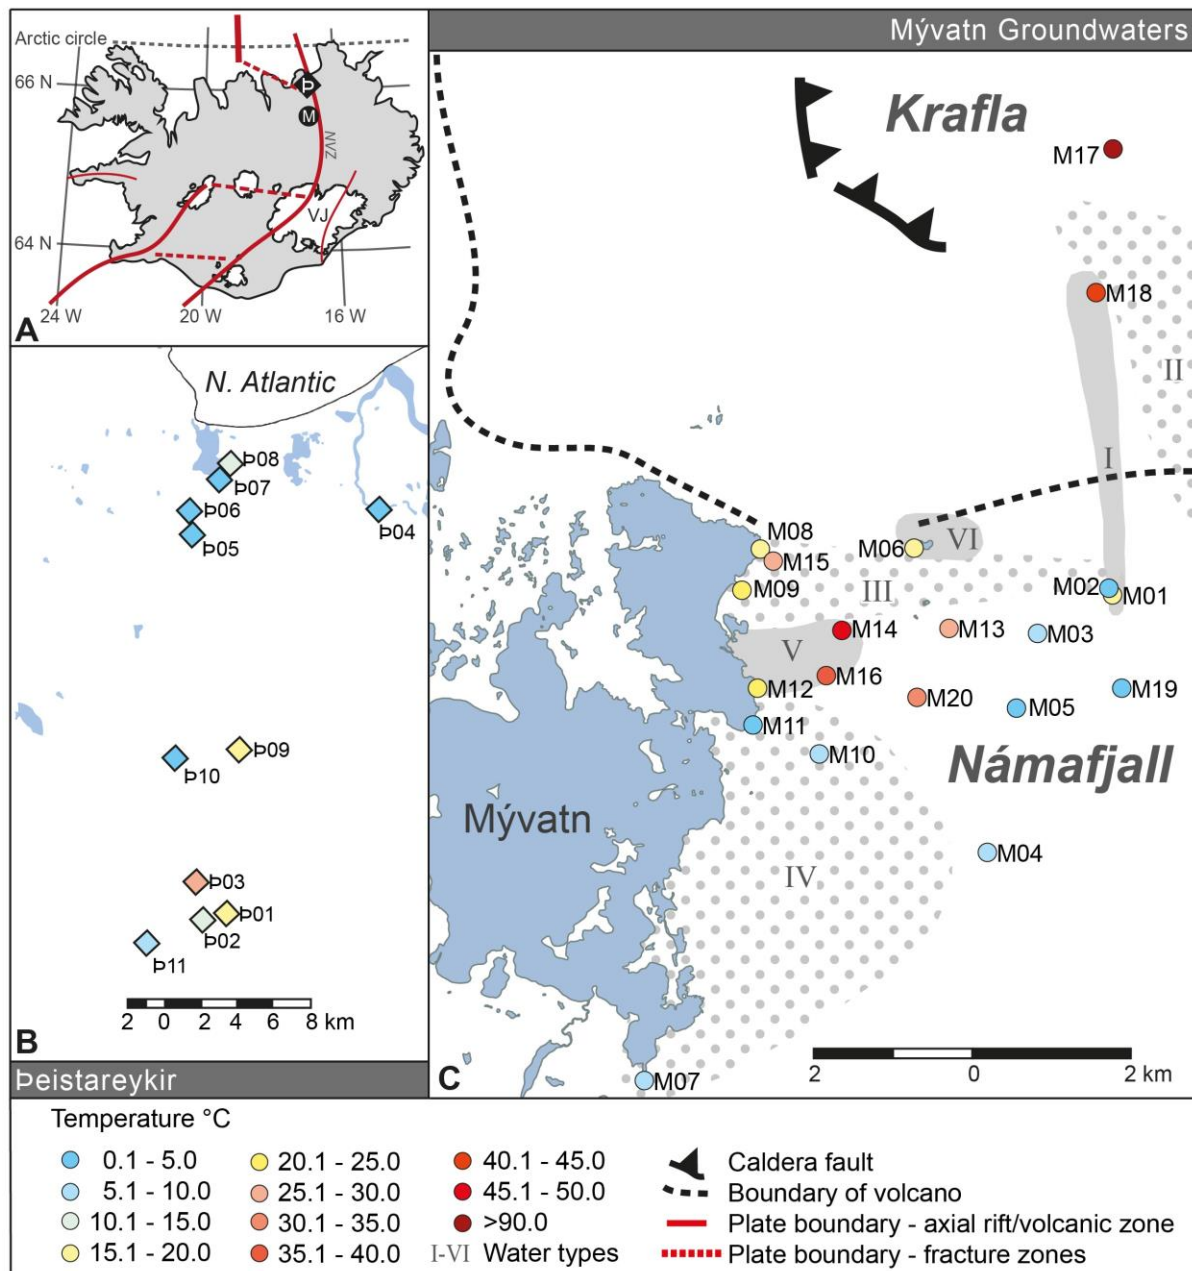 Mývatn Groundwaters
Arctic circle
66 N
Þ
M
NVZ
VJ
64 N
24 W
20 W
16 W
A
N. Atlantic
Þ08
Þ07
Þ06
Þ04
Þ05
Þ09
Þ10
Þ03
Þ01
Þ02
Þ11
2 0 2 4 8 km
B
Þeistareykir
Krafla
M17
M18
II
I
M08
M06
VI
M15
M09
III
M02
M01
M14
M13
M03
V
M16
M12
M20
M19
M05
M11
M10
Námafjall
Mývatn
M04
IV
2 0 2 km
C
M07
Temperature °C
0.1 - 5.0
5.1 - 10.0
10.1 - 15.0
15.1 - 20.0
20.1 - 25.0
25.1 - 30.0
30.1 - 35.0
35.1 - 40.0
40.1 - 45.0
45.1 - 50.0
>90.0
I-VI Water types
Caldera fault
Boundary of volcano
Plate boundary - axial rift/volcanic zone
Plate boundary - fracture zones